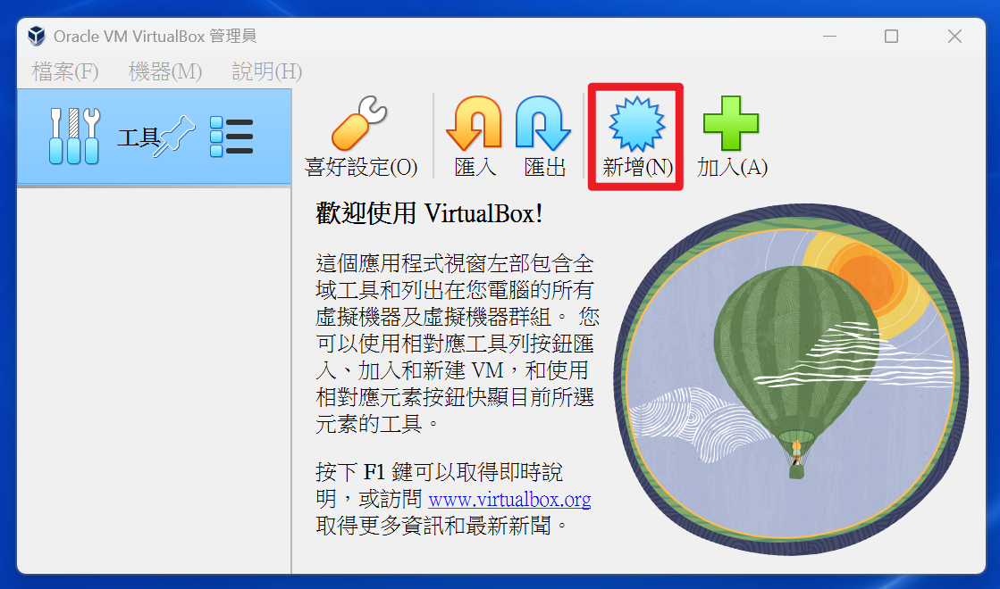 Oracle VM VirtualBox 管理員
檔案(F) 機器(M) 說明(H)
工具
喜好設定(O) 匯入 匯出 新增(N) 加入(A)
歡迎使用 VirtualBox!
這個應用程式視窗左部包含全
域工具和列出在您電腦的所有
虛擬機器及虛擬機器群組。 您
可以使用相對應工具列按鈕匯
入、加入和新建 VM，和使用
相對應元素按鈕快顯目前所選
元素的工具。
按下 F1 鍵可以取得即時說
明，或訪問 www.virtualbox.org
取得更多資訊和最新新聞。